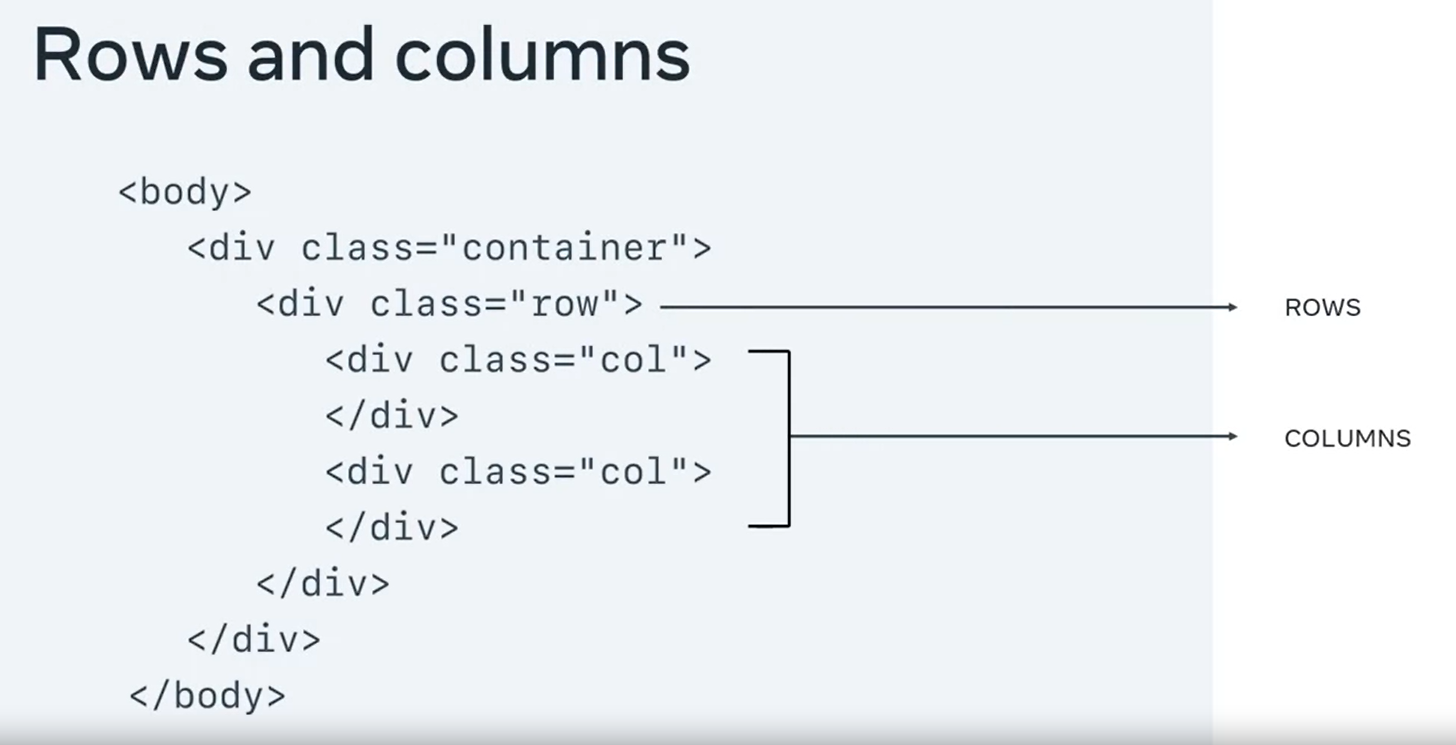 Rows and columns
<body>
<div class="container">
<div class="row">
ROWS
<div class="col">
</div>
COLUMNS
<div class="col">
</div>
</div>
</div>
</body>